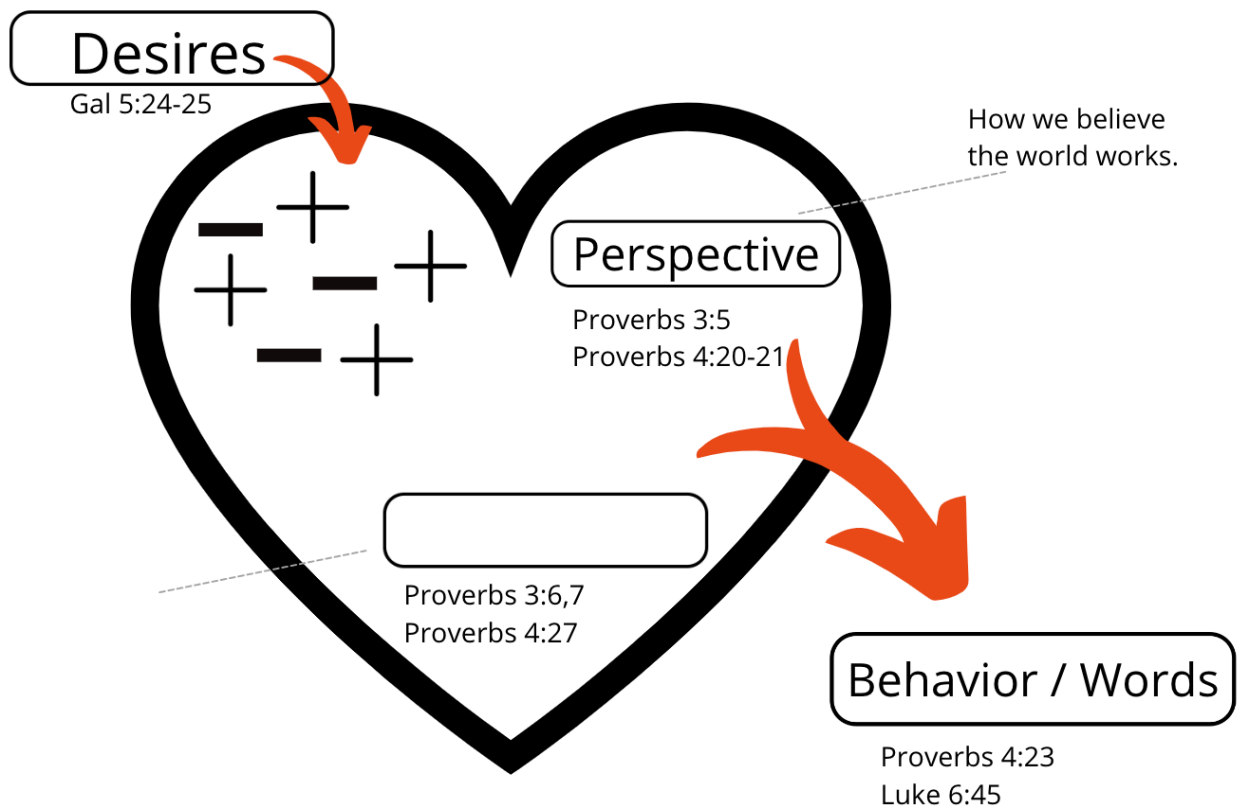 Desires
Gal 5:24-25
How we believe
the world works.
Perspective
Proverbs 3:5
Proverbs 4:20-21
Proverbs 3:6,7
Proverbs 4:27
Behavior / Words
Proverbs 4:23
Luke 6:45